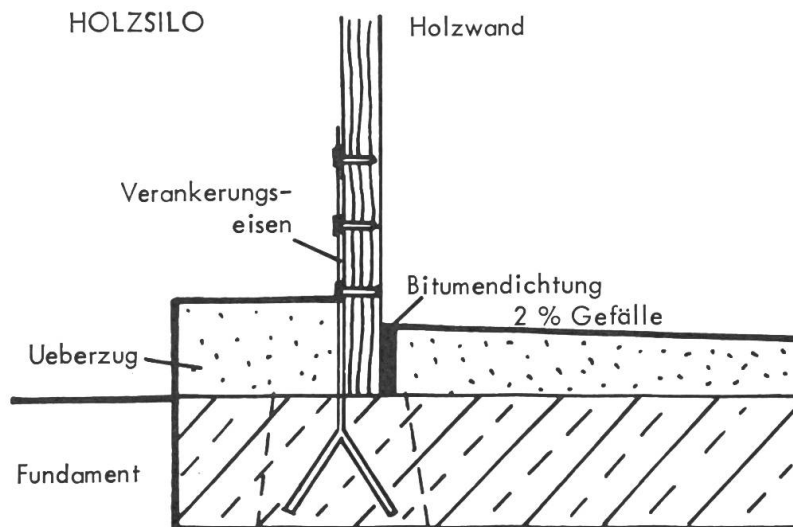 HOLZSILO
Holzwand
Verankerungs-
eisen
Bitumendichtung
2 % Gefälle
Ueberzug
Fundament